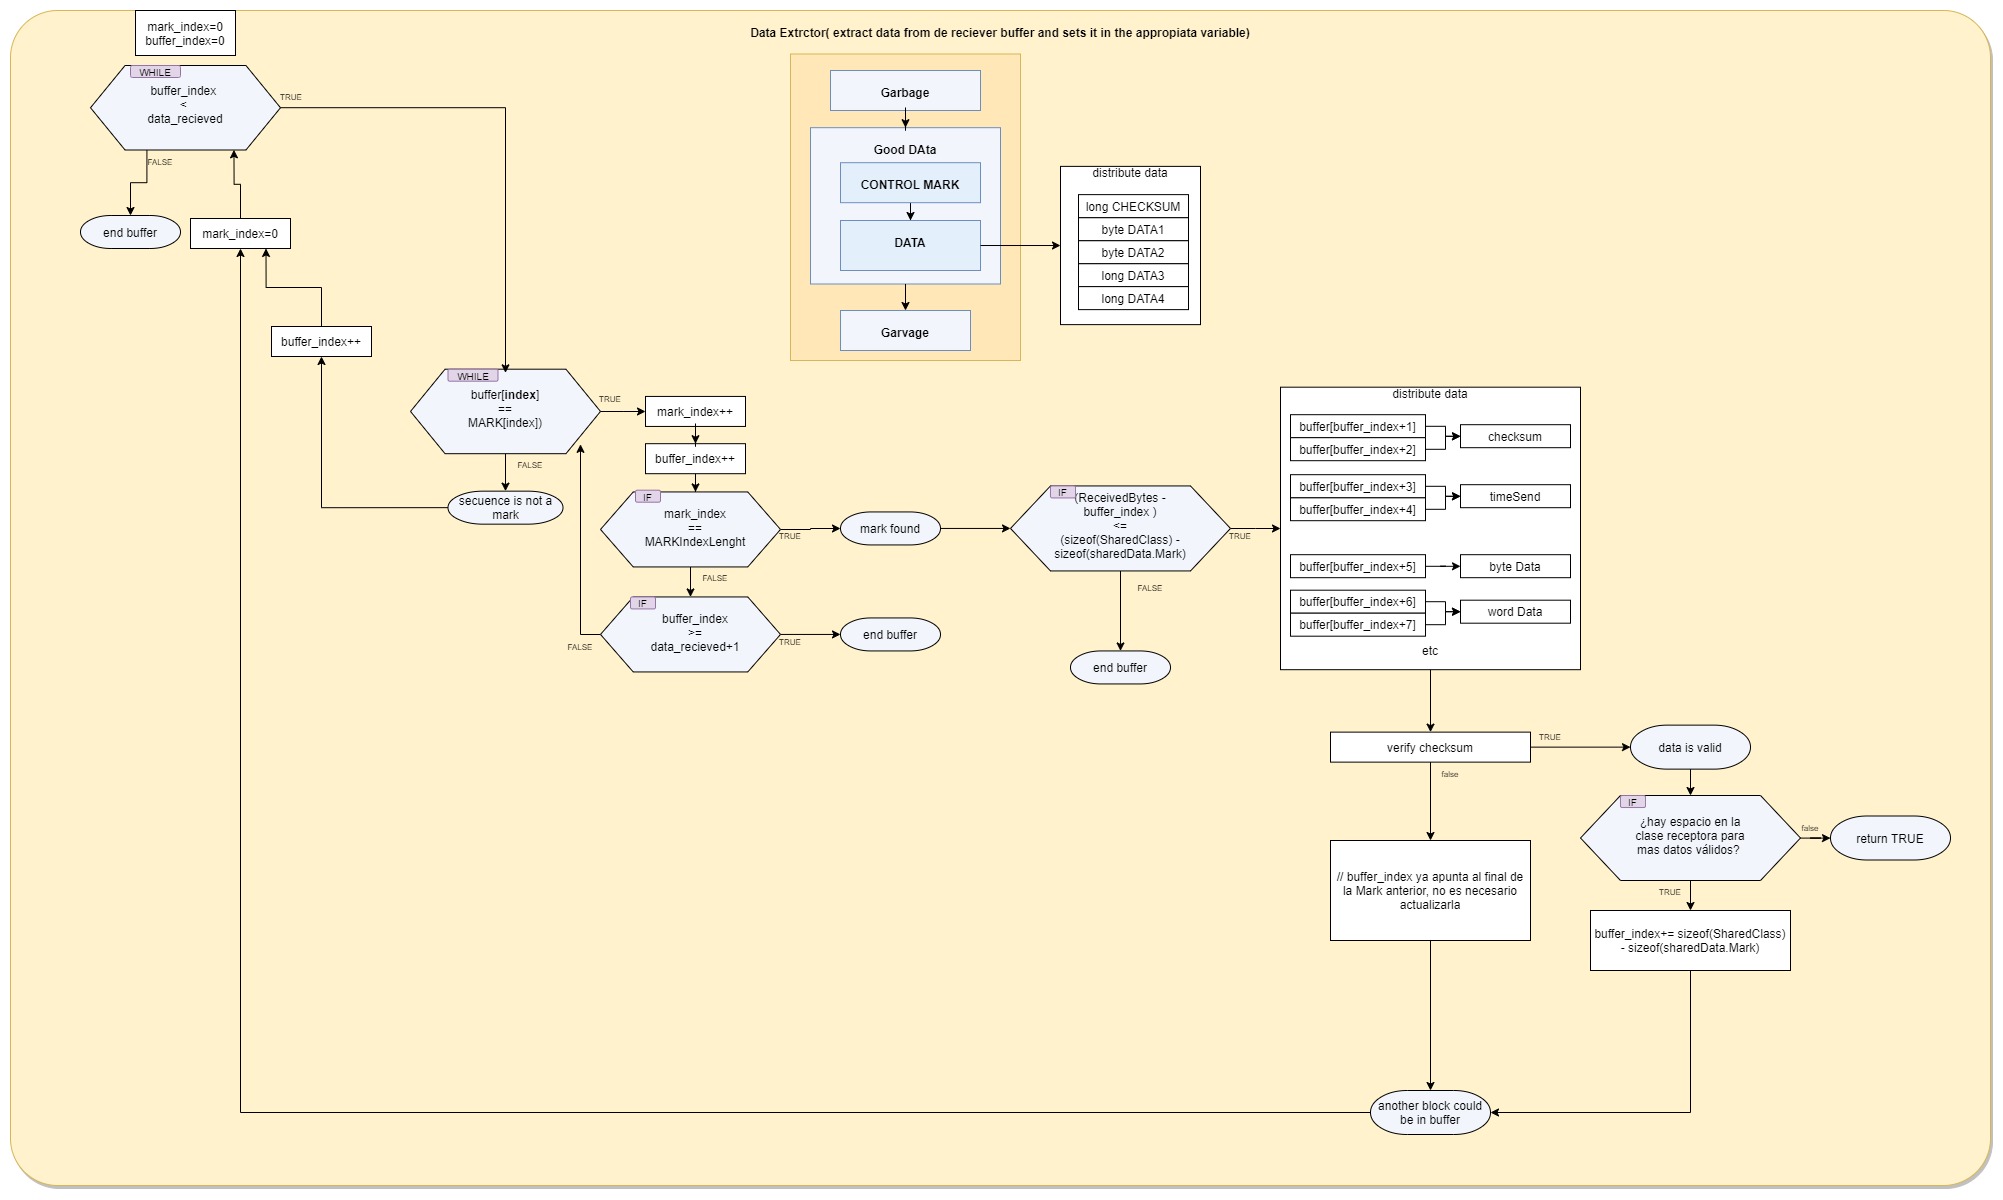 mark_index=0
buffer_index=0
Data Extrctor( extract data from de reciever buffer and sets it in the appropiata variable)
WHILE
buffer_index
<
data_recieved
TRUE
FALSE
end buffer
mark_index=0
buffer_index++
Garbage
Good DAta
CONTROL MARK
DATA
Garvage
distribute data
long CHECKSUM
byte DATA1
byte DATA2
long DATA3
long DATA4
WHILE
buffer[index]
==
MARK[index])
TRUE
FALSE
secuence is not a
mark
mark_index++
buffer_index++
IF
mark_index
==
MARKIndexLenght
TRUE
FALSE
mark found
IF
buffer_index
>=
data_recieved+1
FALSE
TRUE
end buffer
IF
(ReceivedBytes -
buffer_index )
<=
(sizeof(SharedClass) -
sizeof(sharedData.Mark)
TRUE
FALSE
end buffer
distribute data
buffer[buffer_index+1]
buffer[buffer_index+2]
checksum
buffer[buffer_index+3]
buffer[buffer_index+4]
timeSend
buffer[buffer_index+5]
byte Data
buffer[buffer_index+6]
buffer[buffer_index+7]
word Data
etc
verify checksum
TRUE
false
data is valid
IF
¿hay espacio en la
clase receptora para
mas datos válidos?
false
return TRUE
TRUE
// buffer_index ya apunta al final de
la Mark anterior, no es necesario
actualizarla
buffer_index+= sizeof(SharedClass)
- sizeof(sharedData.Mark)
another block could
be in buffer